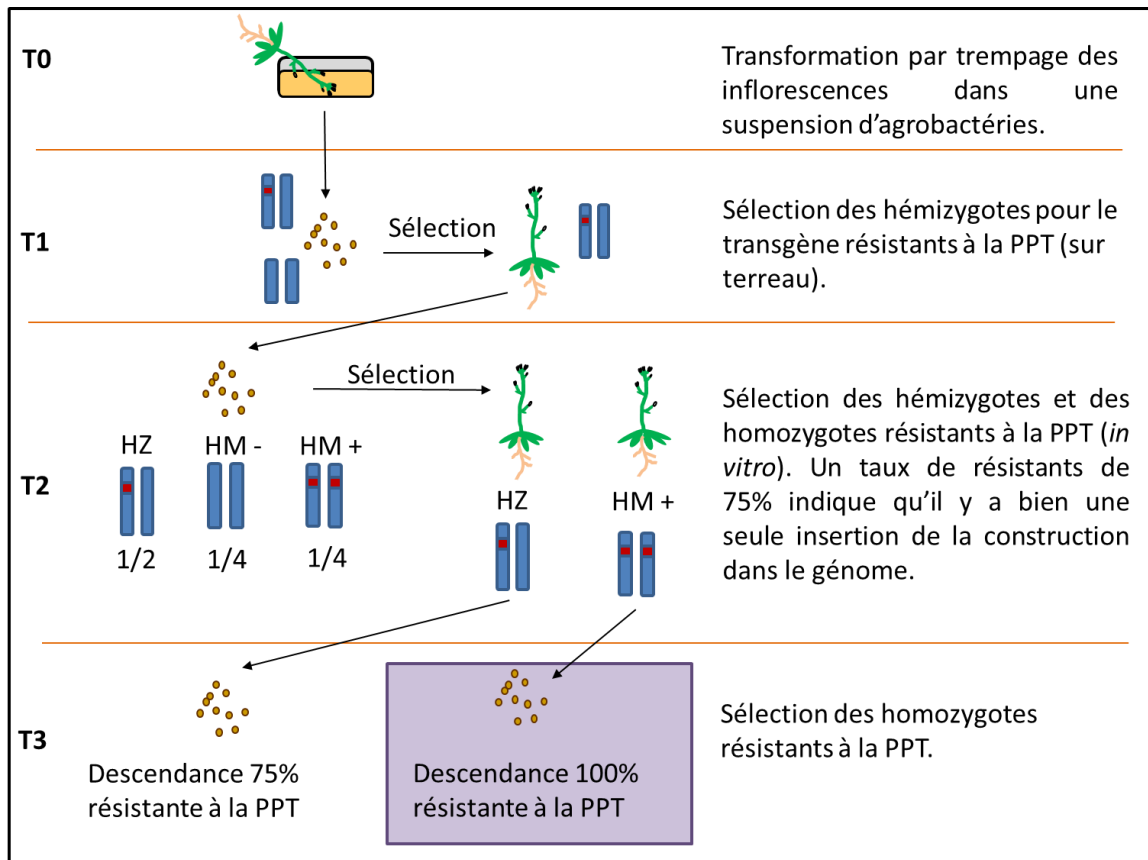 T0
Transformation par trempage des
inflorescences dans une
suspension d'agrobactéries.
T1
Sélection
Sélection des hémizygotes pour le
transgène résistants à la PPT (sur
terreau).
T2
Sélection
HZ
HM -
HM +
1/2
1/4
1/4
HZ
HM +
Sélection des hémizygotes et des
homozygotes résistants à la PPT (in
vitro). Un taux de résistants de
75% indique qu'il y a bien une
seule insertion de la construction
dans le génome.
T3
Descendance 75%
résistante à la PPT
Descendance 100%
résistante à la PPT
Sélection des homozygotes
résistants à la PPT.